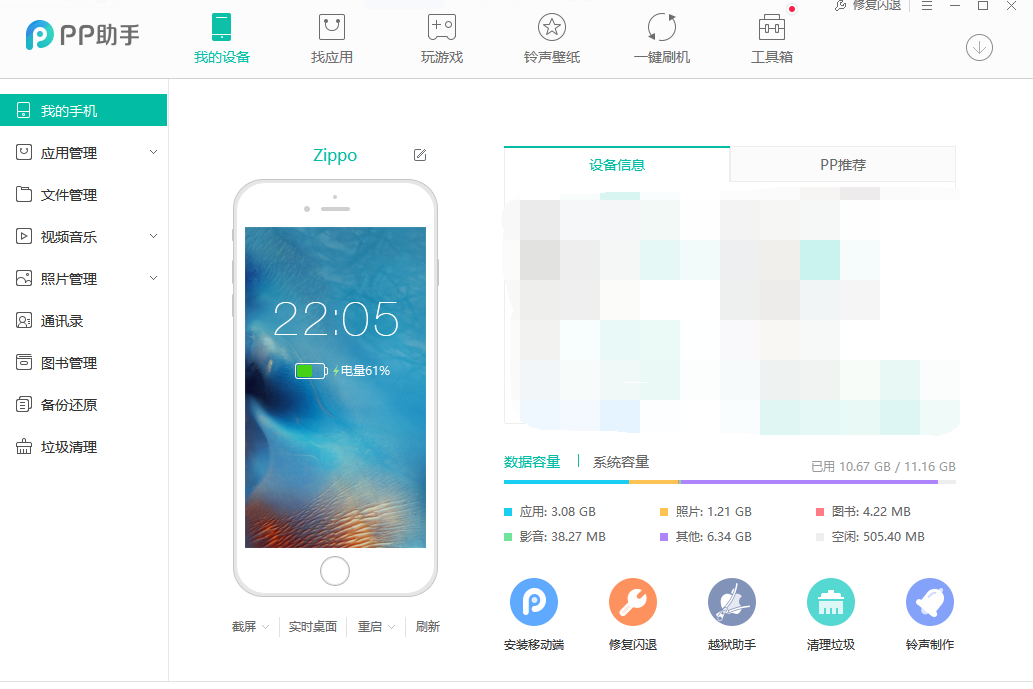 PP助手
修复闪退
我的设备
找应用
玩游戏
铃声壁纸
一键刷机
工具箱
我的手机
应用管理
文件管理
视频音乐
照片管理
通讯录
图书管理
备份还原
垃圾清理
Zippo
22:05
电量61%
截屏
实时桌面
重启
刷新
设备信息
PP推荐
数据容量
系统容量
已用 10.67 GB / 11.16 GB
应用: 3.08 GB
照片: 1.21 GB
图书: 4.22 MB
影音: 38.27 MB
其他: 6.34 GB
空闲: 505.40 MB
安装移动端
修复闪退
越狱助手
清理垃圾
铃声制作